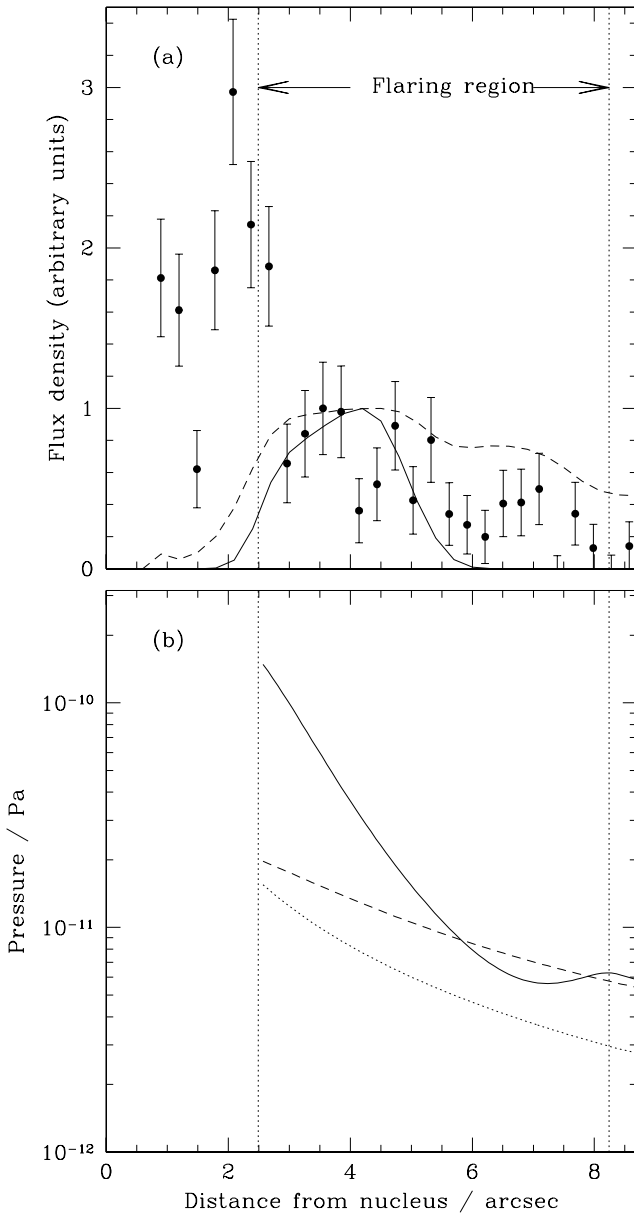 (a)
Flaring region
3
2
1
0
Flux density (arbitrary units)
(b)
10⁻¹⁰
10⁻¹¹
10⁻¹²
Pressure / Pa
0 2 4 6 8
Distance from nucleus / arcsec